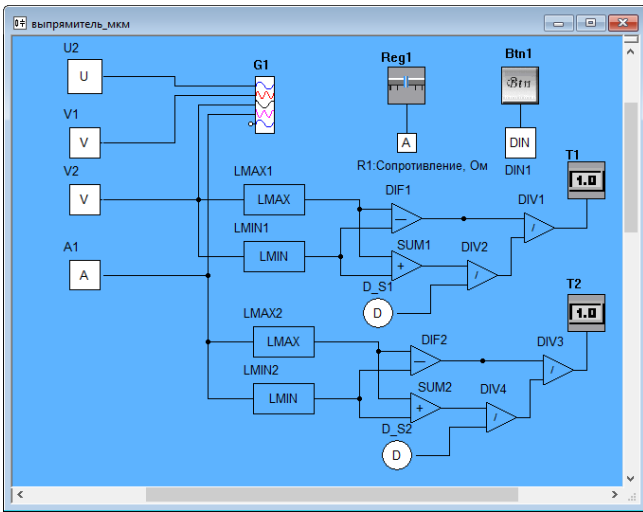 выпрямитель_мкм
U2
U
G1
Reg1
Btn1
Btn
V1
V
A
DIN
R1:Сопротивление, Ом
DIN1
T1
1.0
V2
V
LMAX1
LMAX
DIF1
DIV1
/
LMIN1
LMIN
SUM1
+
DIV2
/
A1
A
D_S1
D
T2
1.0
LMAX2
LMAX
DIF2
DIV3
/
LMIN2
LMIN
SUM2
+
DIV4
/
D_S2
D